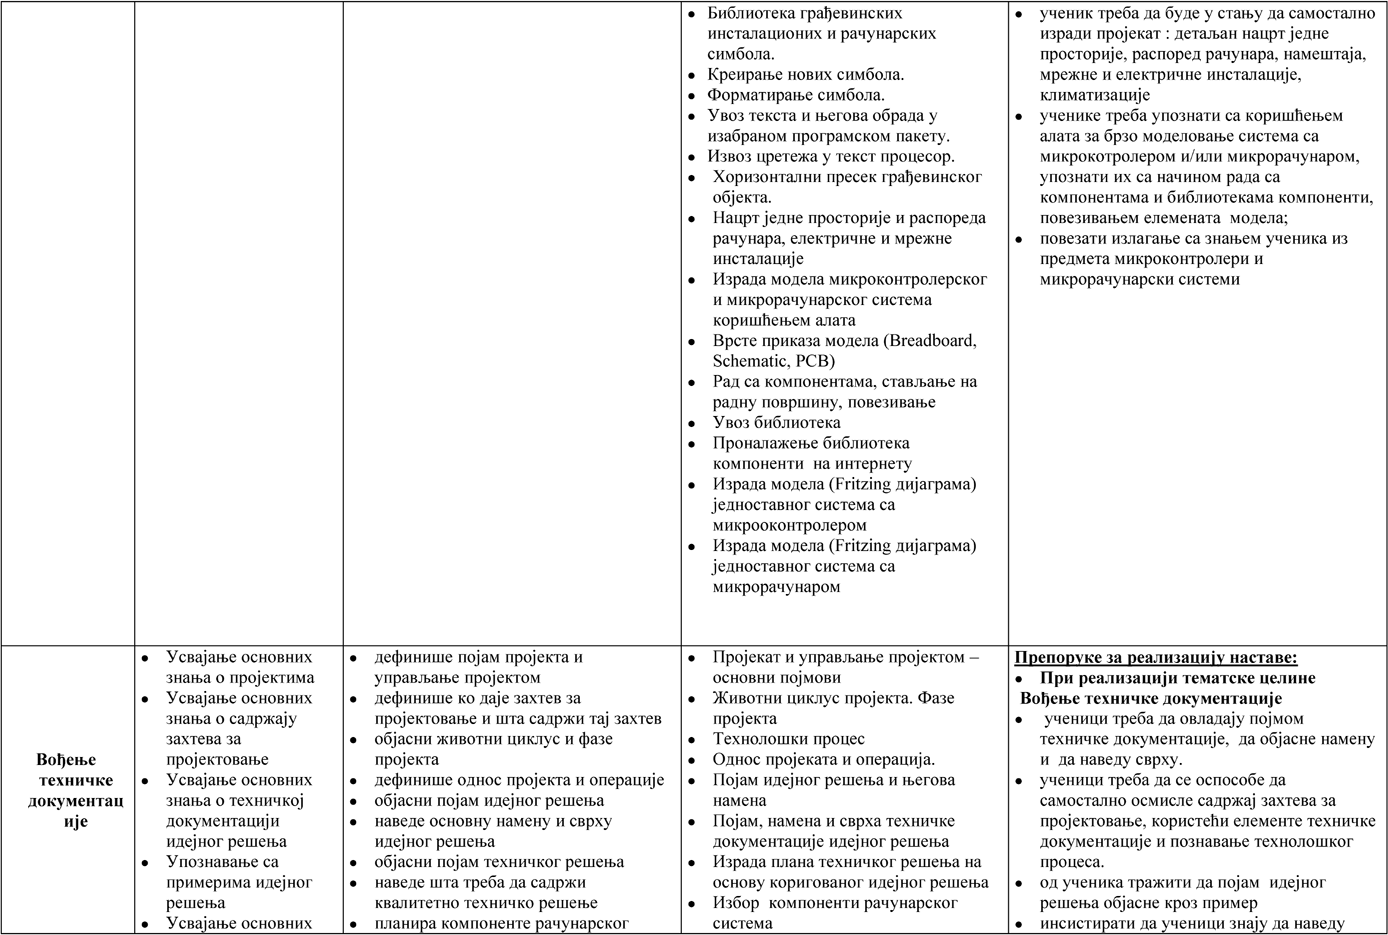 • Библиотека грађевинских
инсталационих и рачунарских
симбола.
• Креирање нових симбола.
• Форматирање симбола.
• Увоз текста и његова обрада у
изабраном програмском пакету.
• Извоз цретежа у текст процесор.
• Хоризонтални пресек грађевинског
објекта.
• Нацрт једне просторије и распореда
рачунара, електричне и мрежне
инсталације
• Израда модела микроконтролерског
и микрорачунарског система
коришћењем алата
• Врсте приказа модела (Breadboard,
Schematic, PCB)
• Рад са компонентама, стављање на
радну површину, повезивање
• Увоз библиотека
• Проналажење библиотека
компоненти на интернету
• Израда модела (Fritzing дијаграма)
једноставног система са
микрооконтролером
• Израда модела (Fritzing дијаграма)
једноставног система са
микрорачунаром
• ученик треба да буде у стању да самостално
изради пројекат : детаљан нацрт једне
просторије, распоред рачунара, намештаја,
мрежне и електричне инсталације,
климатизације
• ученике треба упознати са коришћењем
алата за брзо моделовање система са
микрокотролером и/или микрорачунаром,
упознати их са начином рада са
компонентама и библиотекама компоненти,
повезивањем елемената модела;
• повезати излагање са знањем ученика из
предмета микроконтролери и
микрорачунарски системи
Вођење
техничке
документац
ије
• Усвајање основних
знања о пројектима
• Усвајање основних
знања о садржају
захтева за
пројектовање
• Усвајање основних
знања о техничкој
документацији
идејног решења
• Упознавање са
примерима идејног
решења
• Усвајање основних
• дефинише појам пројекта и
управљање пројектом
• дефинише ко даје захтев за
пројектовање и шта садржи тај захтев
• објасни животни циклус и фазе
пројекта
• дефинише однос пројекта и операције
• објасни појам идејног решења
• наведе основну намену и сврху
идејног решења
• објасни појам техничког решења
• наведе шта треба да садржи
квалитетно техничко решење
• планира компоненте рачунарског
• Пројекат и управљање пројектом –
основни појмови
• Животни циклус пројекта. Фазе
пројекта
• Технолошки процес
• Однос пројеката и операција.
• Појам идејног решења и његова
намена
• Појам, намена и сврха техничке
документације идејног решења
• Израда плана техничког решења на
основу коригованог идејног решења
• Избор компоненти рачунарског
система
Препоруке за реализацију наставе:
• При реализацији тематске целине
Вођење техничке документације
• ученици треба да овладају појмом
техничке документације, да објасне намену
и да наведу сврху.
• ученици треба да се оспособе да
самостално осмисле садржај захтева за
пројектовање, користећи елементе техничке
документације и познавање технолошког
процеса.
• од ученика тражити да појам идејног
решења објасне кроз пример
• инсистирати да ученици знају да наведу